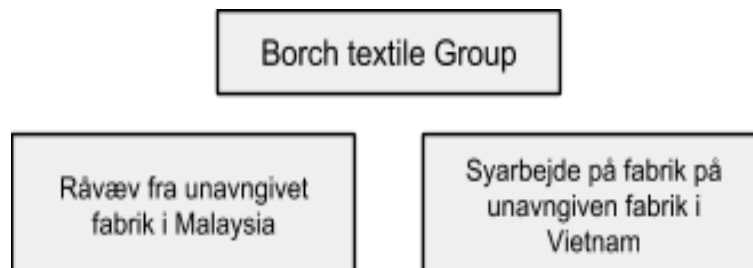 Borch textile Group
Råvæv fra unavngivet
fabrik i Malaysia
Syarbejde på fabrik på
unavngiven fabrik i
Vietnam